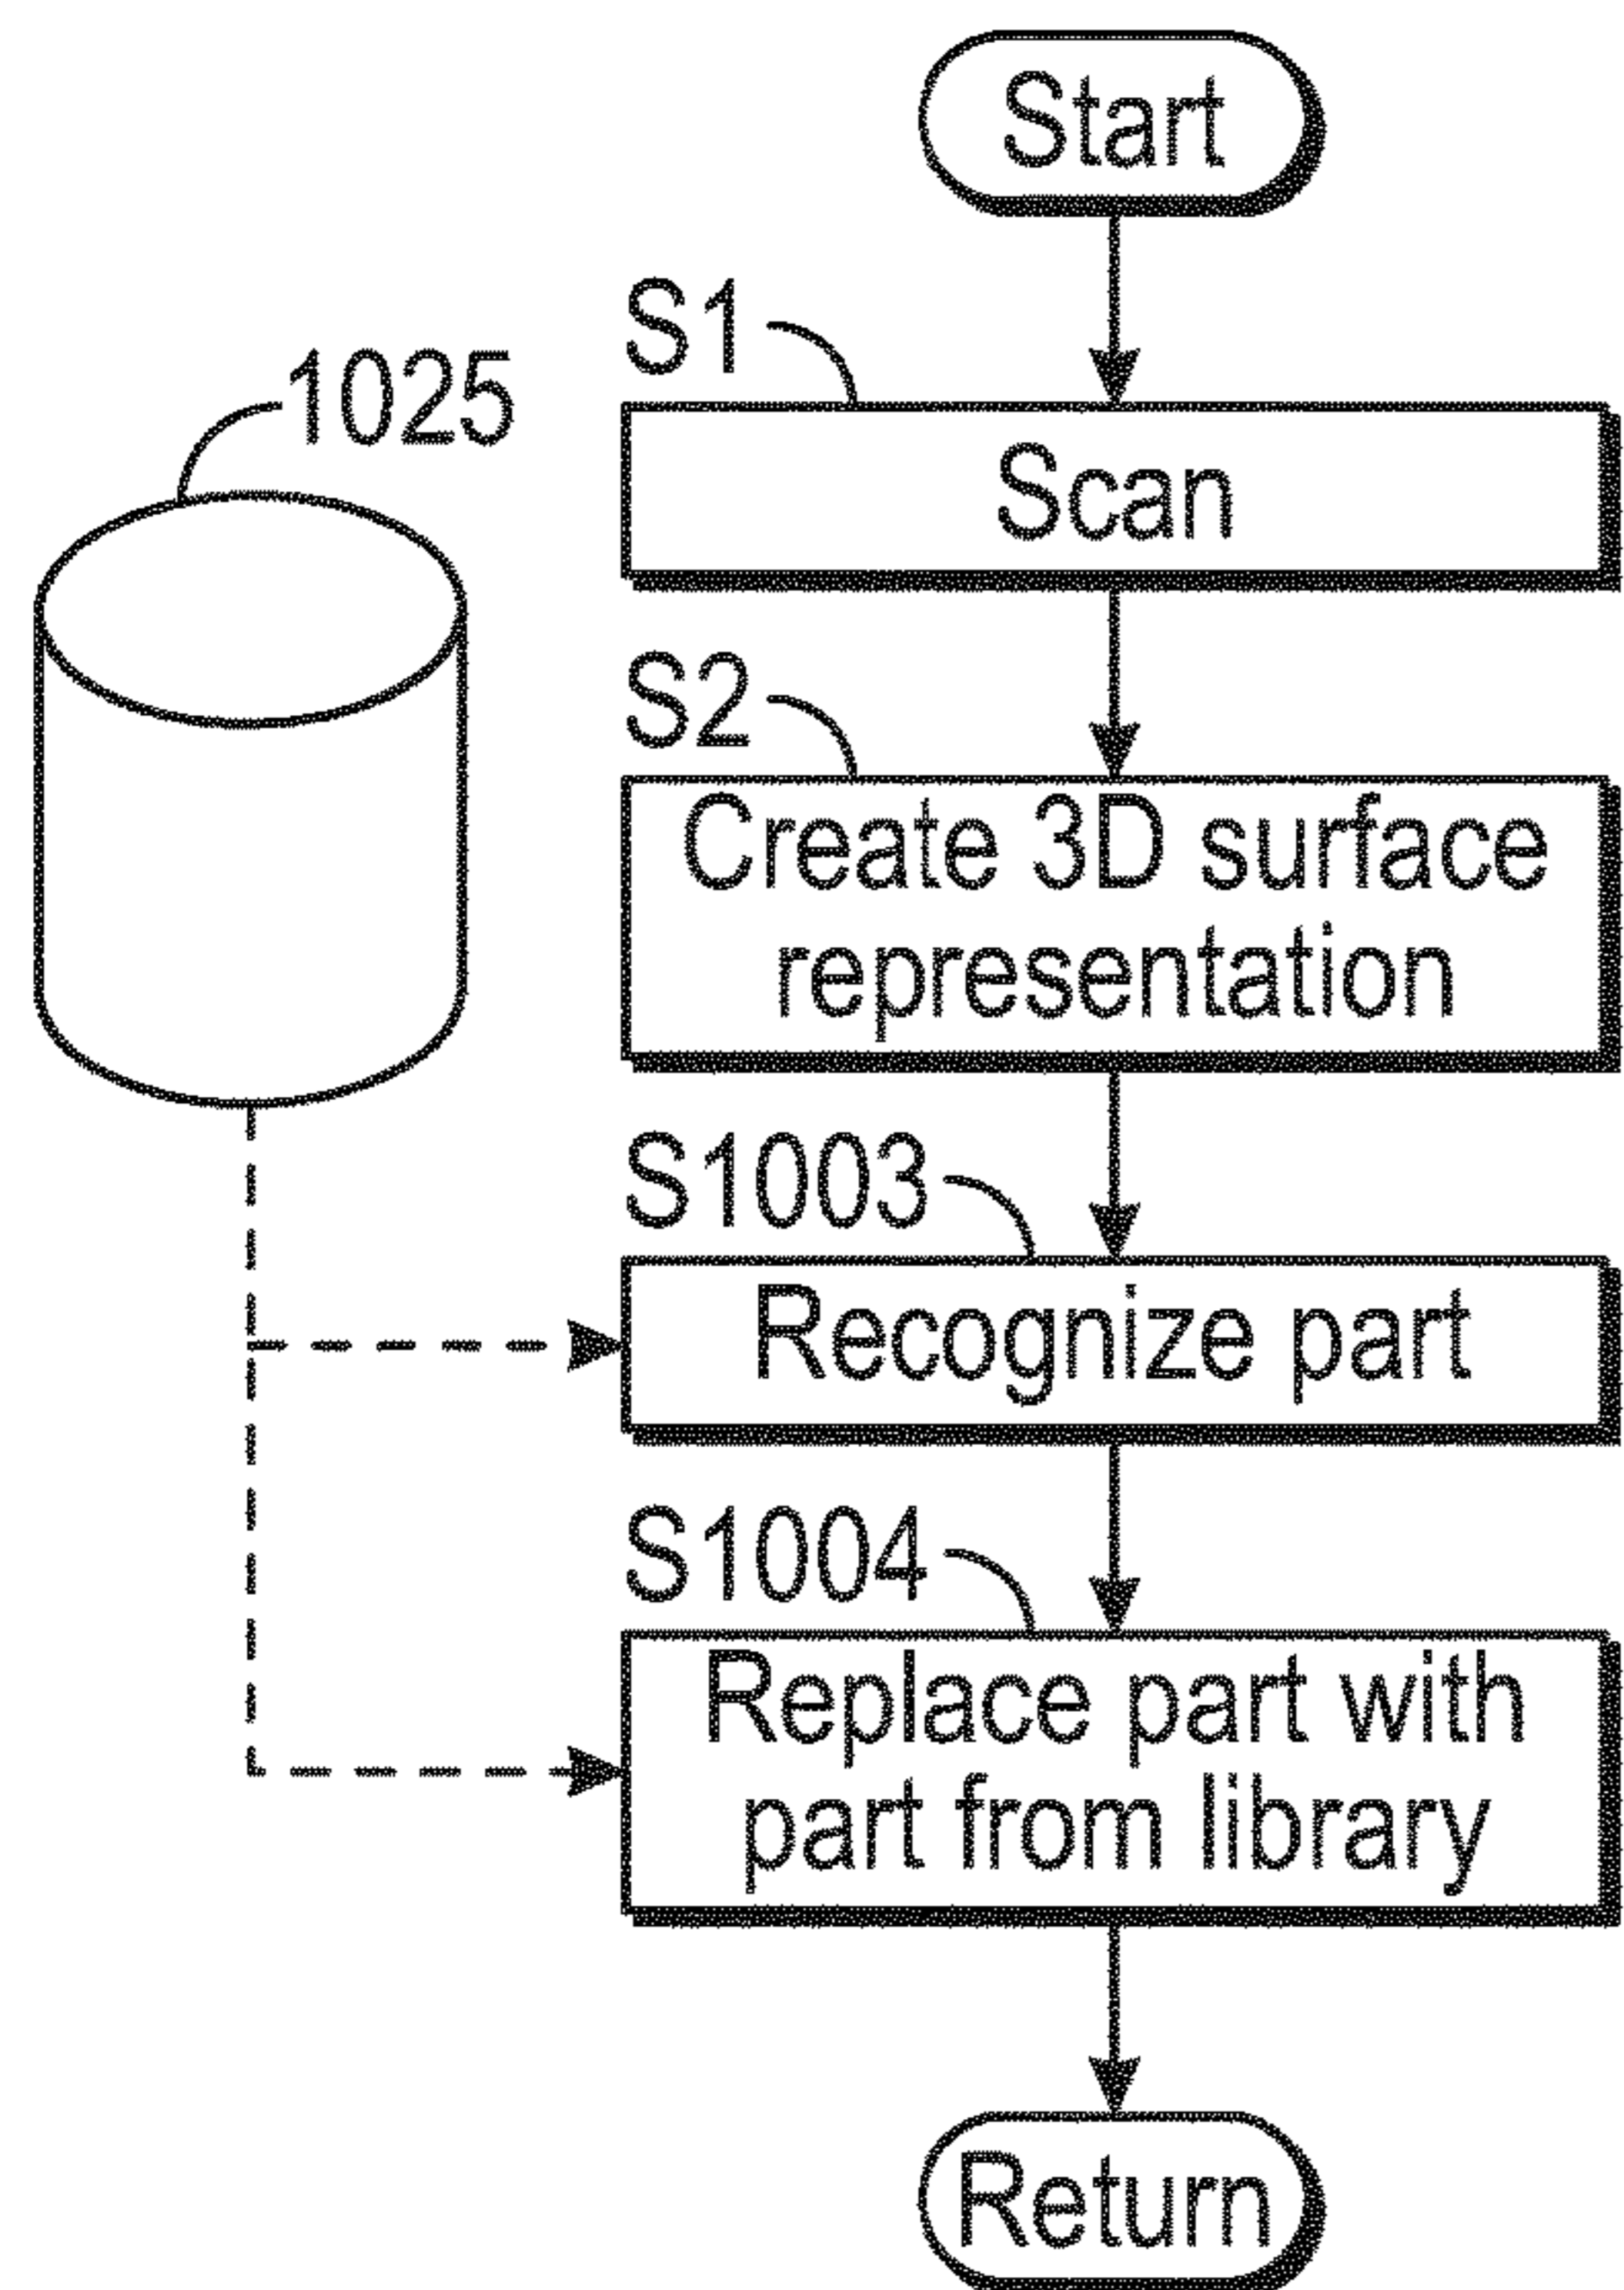 Start
S1
1025
Scan
S2
Create 3D surface
representation
S1003
Recognize part
S1004
Replace part with
part from library
Return